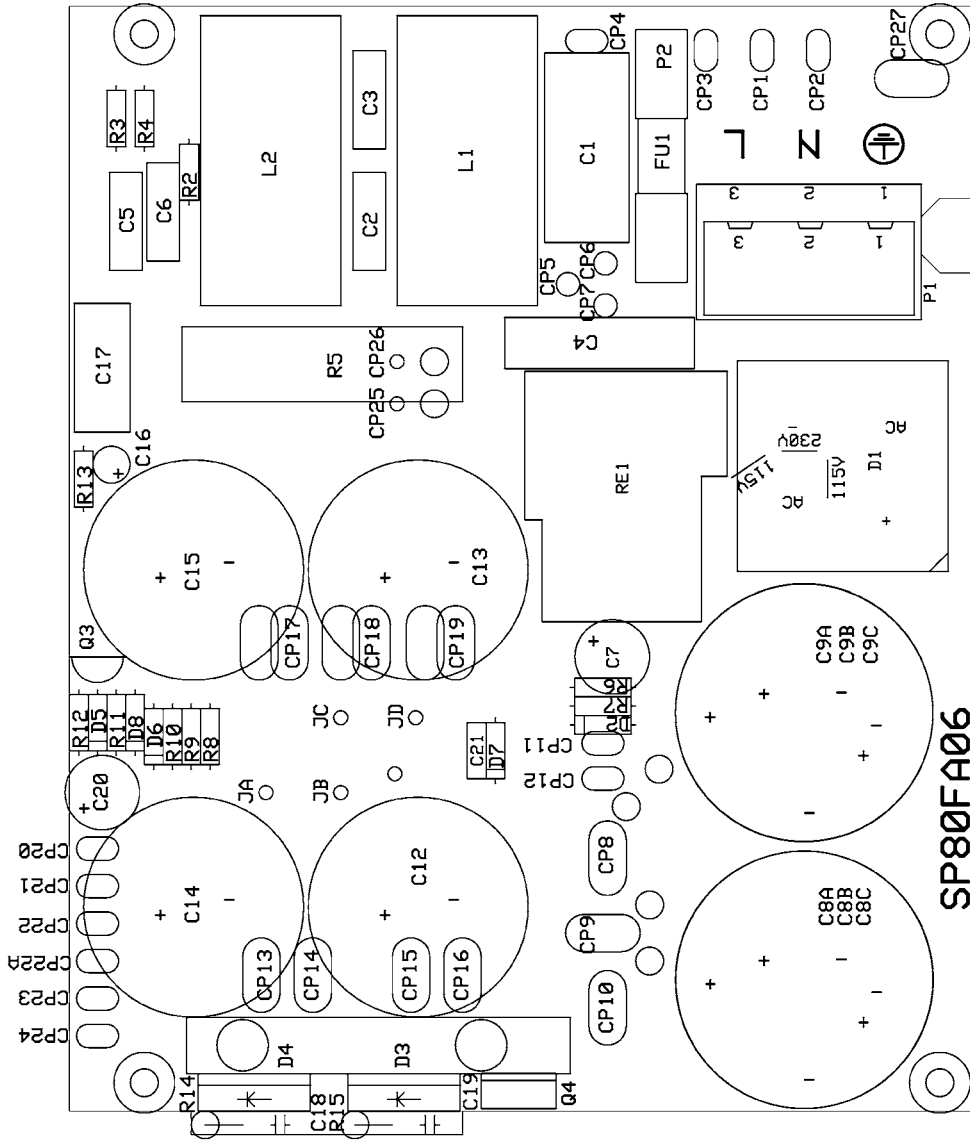 CP4
P2
CP3
CP1
CP2
CP27
R3
R4
C3
L2
L1
C1
FU1
L
N
R2
C5
C6
C2
3
2
1
3
2
1
CP5
CP6
CP7
P1
C17
R5
CP26
CP25
C4
C16
+
R13
RE1
115V
230V
-
AC
115V
AC
D1
+
+
C15
-
+
-
C13
Q3
CP17
CP18
CP19
+
C7
R6
R7
D2
C9A
C9B
C9C
+
+
-
-
-
R12
D5
R11
D8
D6
R10
R9
R8
JC
JD
C21
D7
CP11
CP12
JA
JB
+
C20
SP80FA06
CP20
CP21
CP22
CP22A
CP23
CP24
+
C14
-
+
C12
-
CP8
CP9
CP10
C8A
C8B
C8C
+
+
-
-
+
-
CP13
CP14
CP15
CP16
D4
D3
R14
C18
R15
C19
Q4